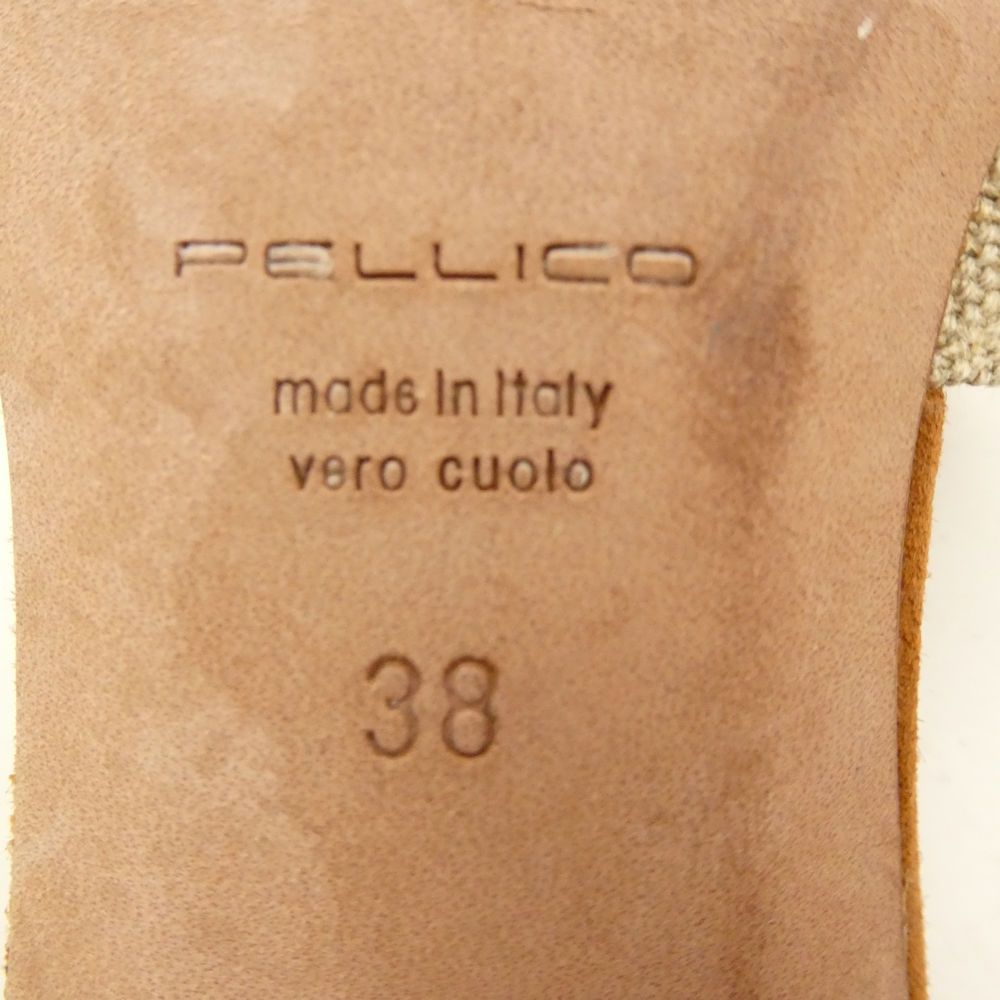 PELLICO
made in Italy
vero cuoio
38